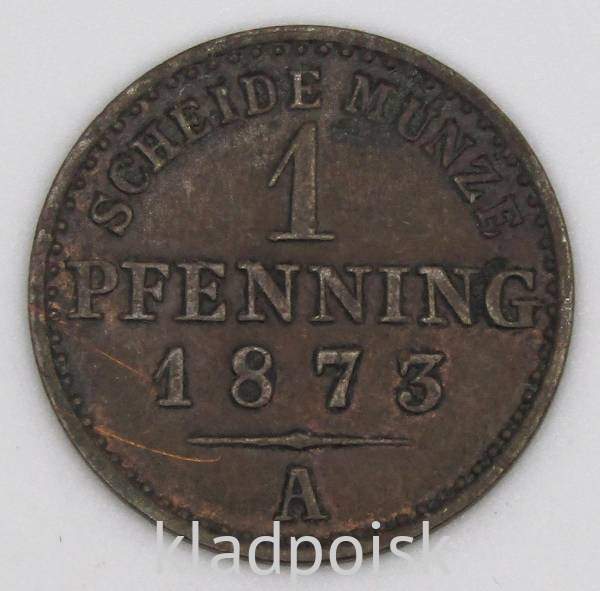 SCHEIDE MÜNZE
1
PFENNING
1873
A
kladpoisk